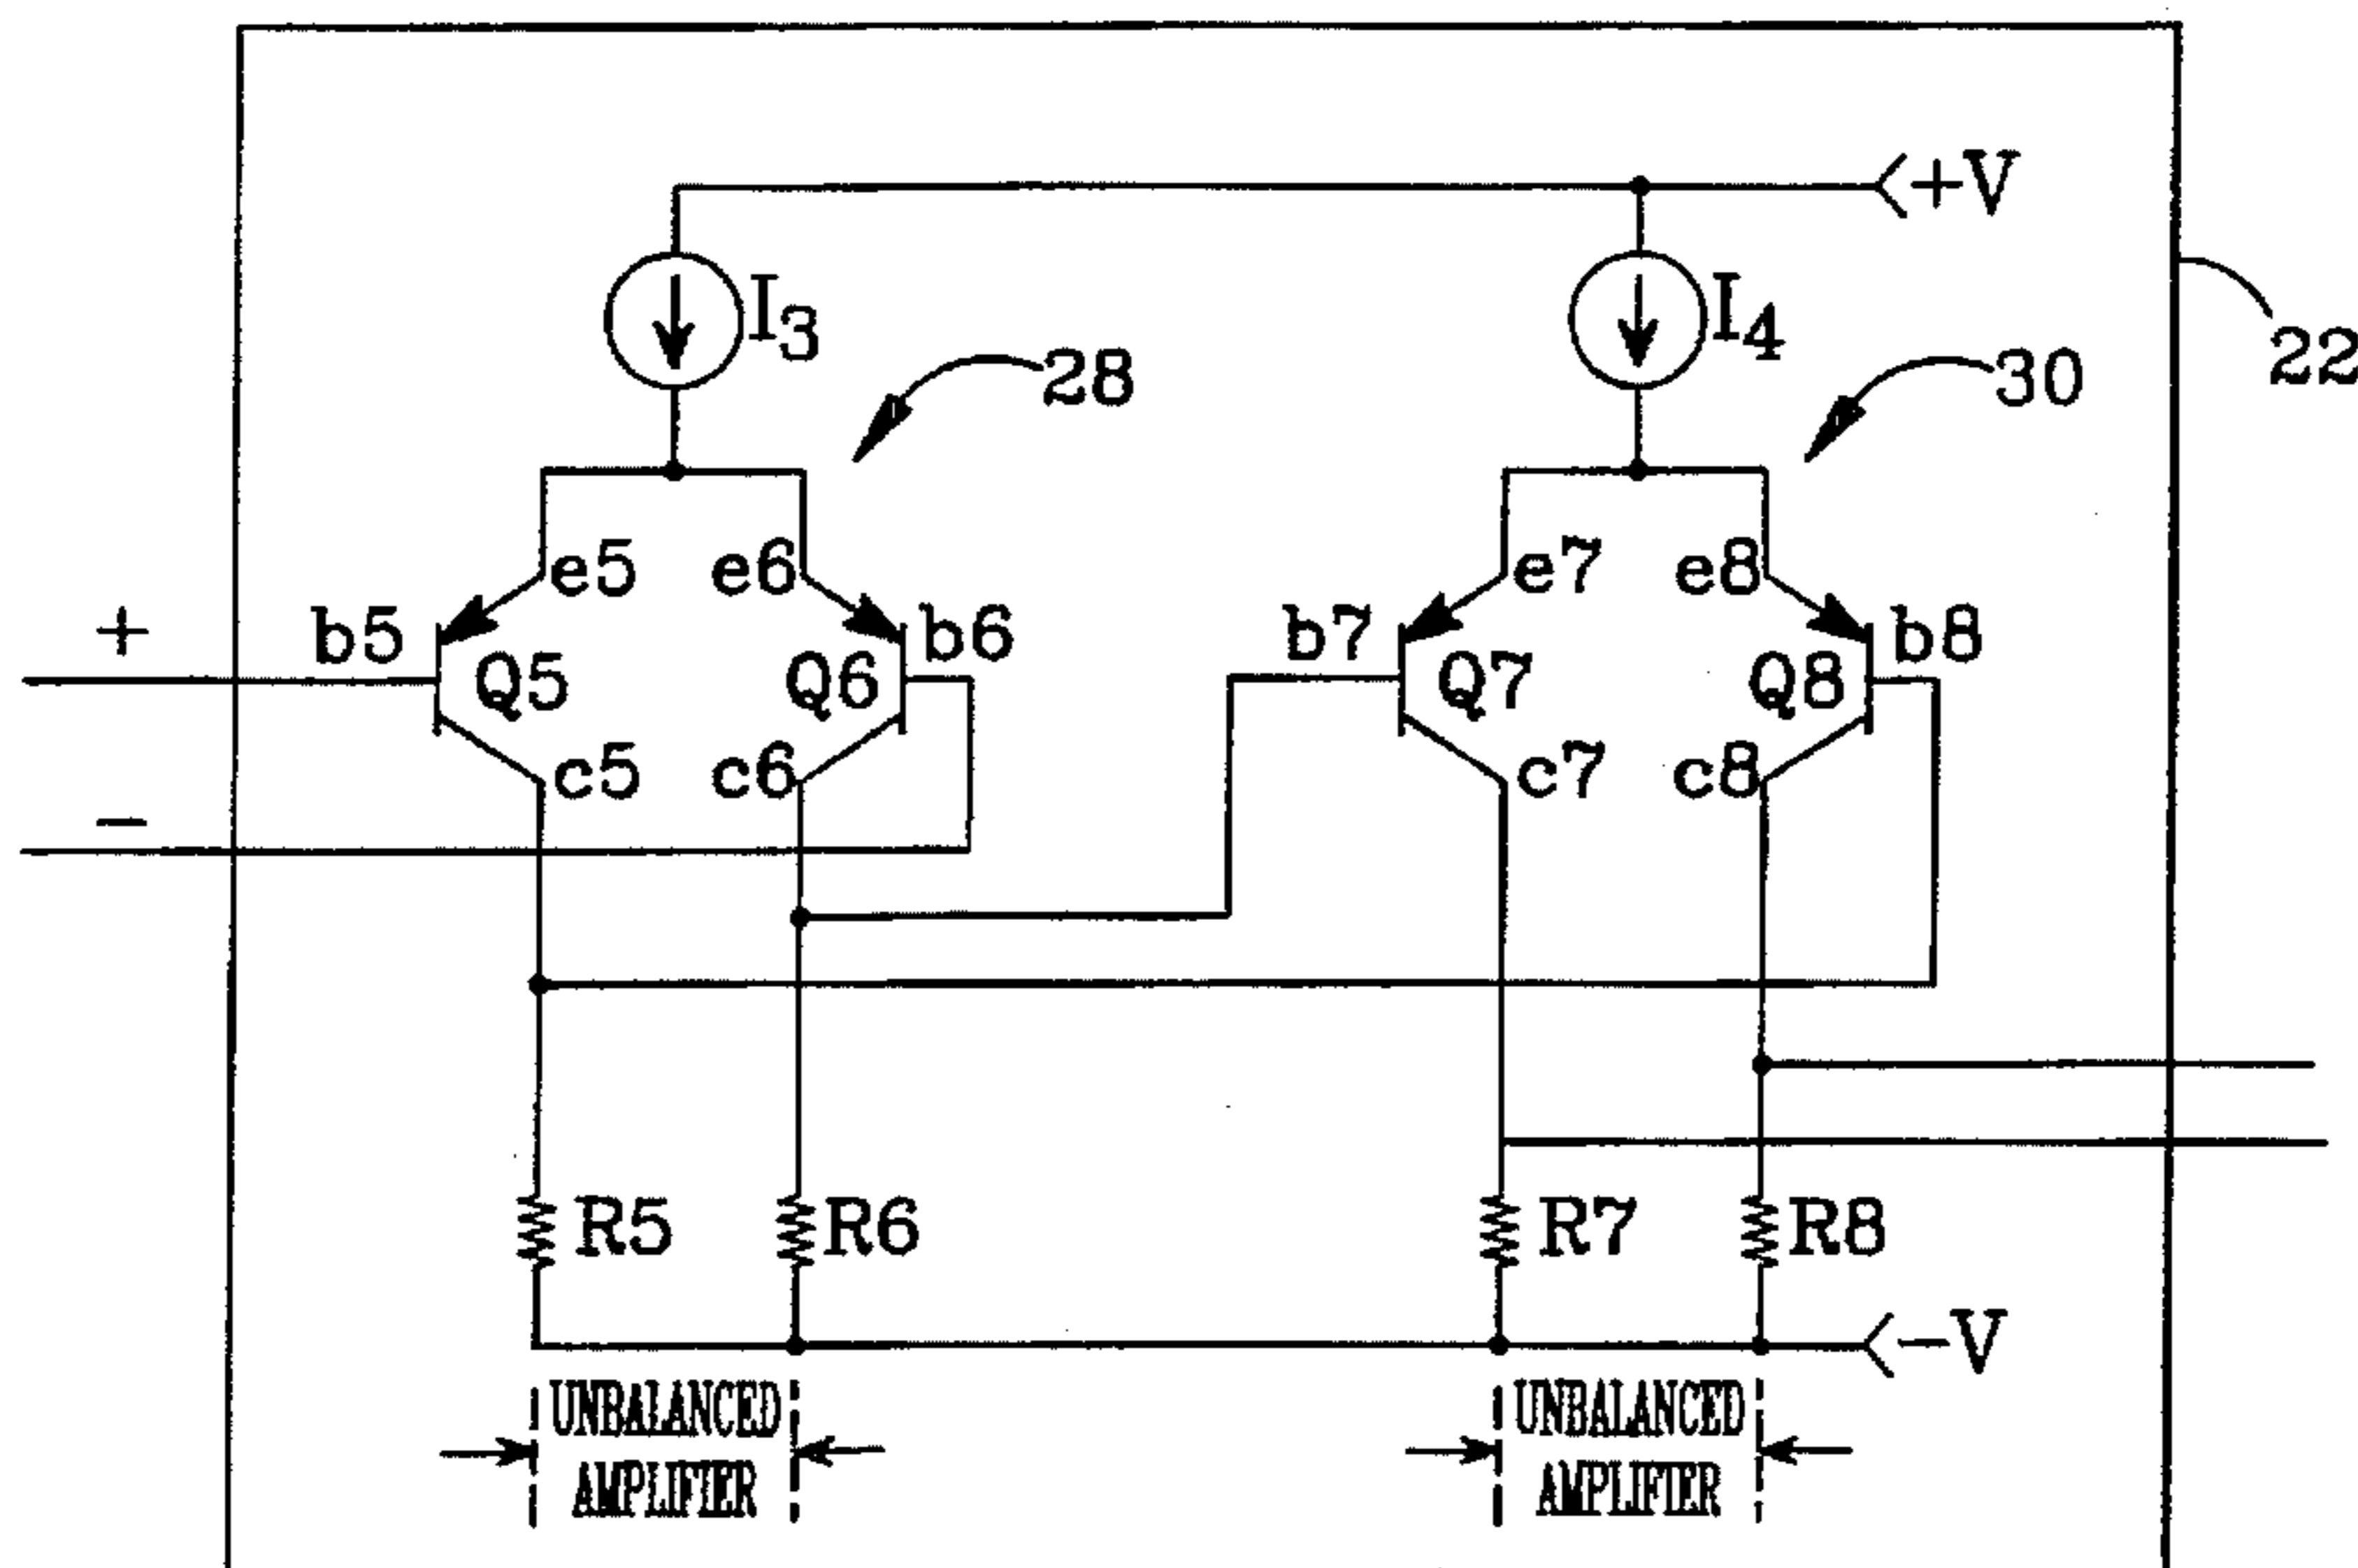 +V
I3
I4
28
30
22
e5
e6
e7
e8
+
b5
b6
b7
b8
Q5
Q6
Q7
Q8
c5
c6
c7
c8
−
R5
R6
R7
R8
−V
UNBALANCED
AMPLIFIER
UNBALANCED
AMPLIFIER